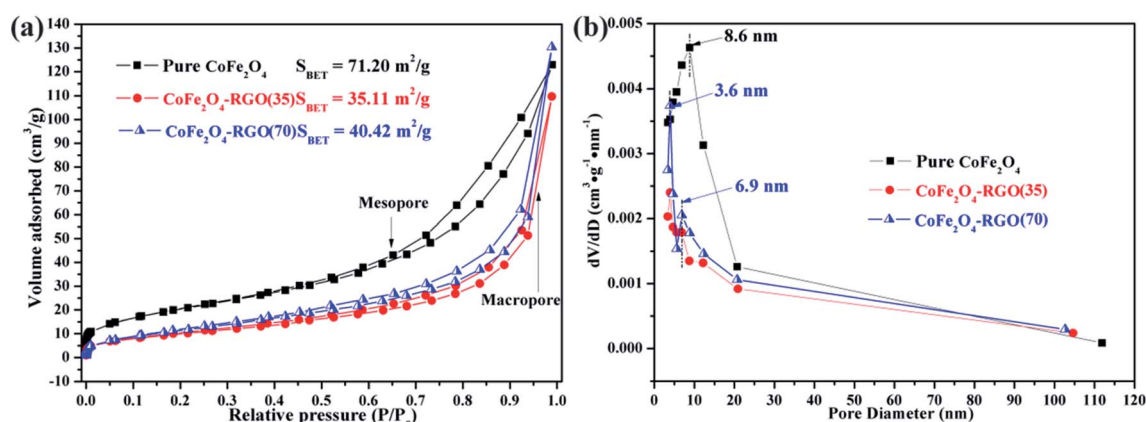 (a)
Volume adsorbed (cm³/g)
140
130
120
110
100
90
80
70
60
50
40
30
20
10
0
-10
Pure CoFe₂O₄ S_BET = 71.20 m²/g
CoFe₂O₄-RGO(35) S_BET = 35.11 m²/g
CoFe₂O₄-RGO(70) S_BET = 40.42 m²/g
Mesopore
Macropore
0.0 0.1 0.2 0.3 0.4 0.5 0.6 0.7 0.8 0.9 1.0
Relative pressure (P/P₀)
(b)
dV/dD (cm³•g⁻¹•nm⁻¹)
0.005
0.004
0.003
0.002
0.001
0.000
8.6 nm
3.6 nm
6.9 nm
Pure CoFe₂O₄
CoFe₂O₄-RGO(35)
CoFe₂O₄-RGO(70)
0 10 20 30 40 50 60 70 80 90 100 110 120
Pore Diameter (nm)